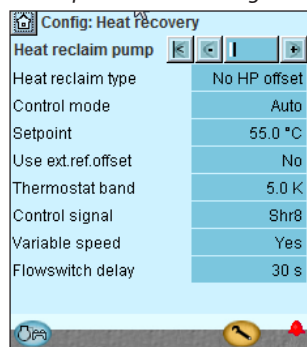 Config: Heat recovery
Heat reclaim pump
Heat reclaim type No HP offset
Control mode Auto
Setpoint 55.0 °C
Use ext.ref.offset No
Thermostat band 5.0 K
Control signal Shr8
Variable speed Yes
Flowswitch delay 30 s